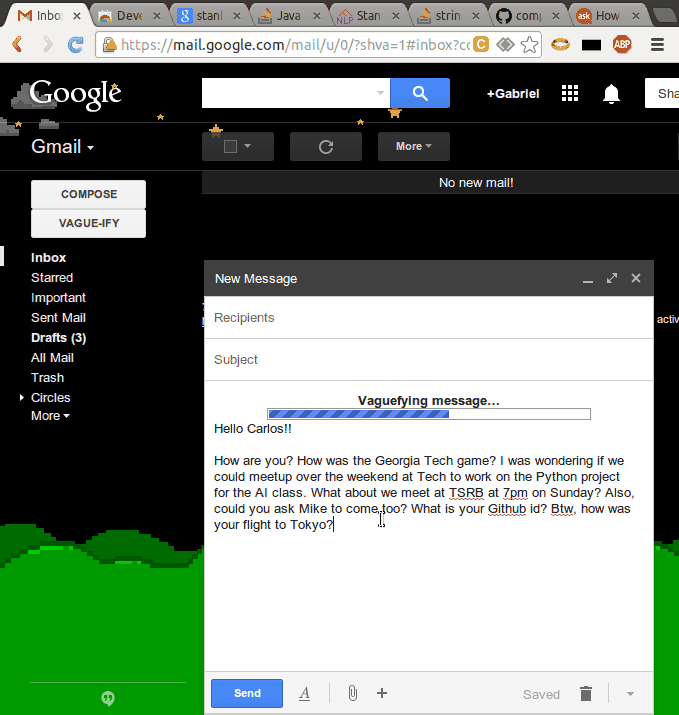 Inbo
Deve
stanl
Java
Stan
strin
com
How
https://mail.google.com/mail/u/0/?shva=1#inbox?cc
C
ABP
Google
+Gabriel
Sha
Gmail
More
No new mail!
COMPOSE
VAGUE-IFY
Inbox
Starred
Important
Sent Mail
Drafts (3)
All Mail
Trash
Circles
More
activ
New Message
Recipients
Subject
Vaguefying message...
Hello Carlos!!
How are you? How was the Georgia Tech game? I was wondering if we
could meetup over the weekend at Tech to work on the Python project
for the AI class. What about we meet at TSRB at 7pm on Sunday? Also,
could you ask Mike to come too? What is your Github id? Btw, how was
your flight to Tokyo?
Send
A
Saved